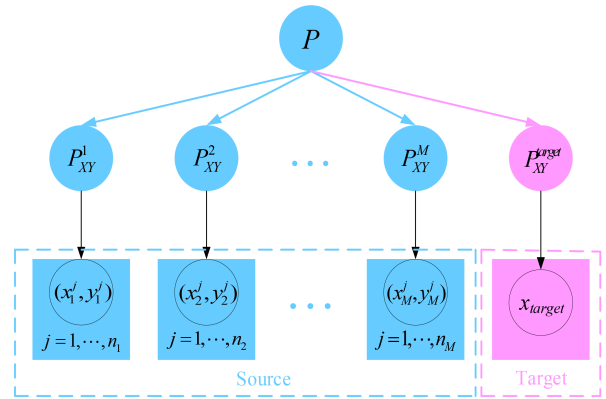 P
P_{XY}^{1} P_{XY}^{2} ... P_{XY}^{M} P_{XY}^{target}
(x_1^j, y_1^j) (x_2^j, y_2^j) ... (x_M^j, y_M^j) x_{target}
j = 1, ⋯, n_1 j = 1, ⋯, n_2 j = 1, ⋯, n_M
Source Target